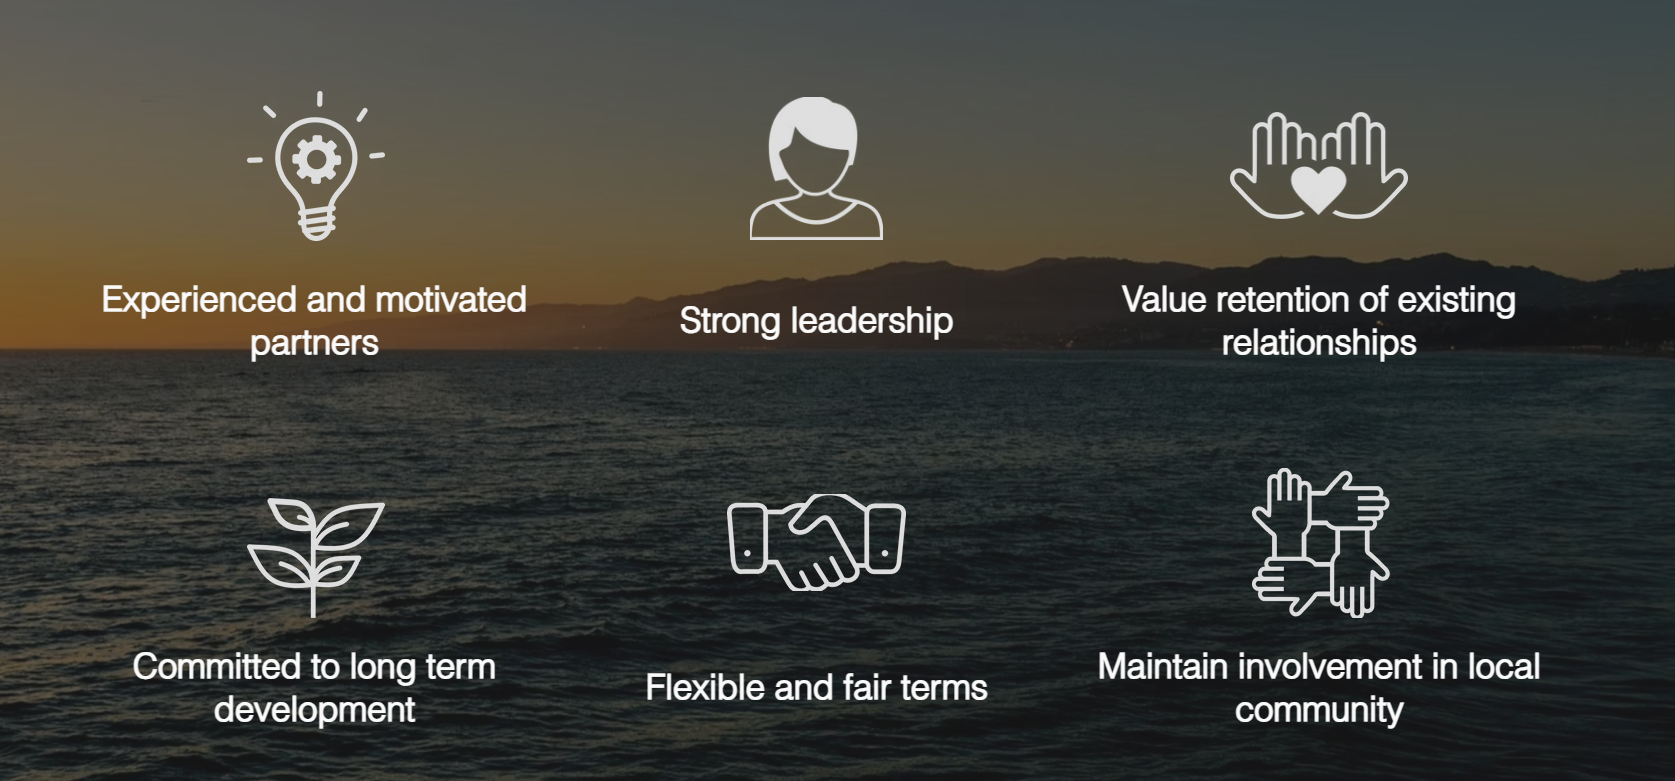 Experienced and motivated
partners
Strong leadership
Value retention of existing
relationships
Committed to long term
development
Flexible and fair terms
Maintain involvement in local
community